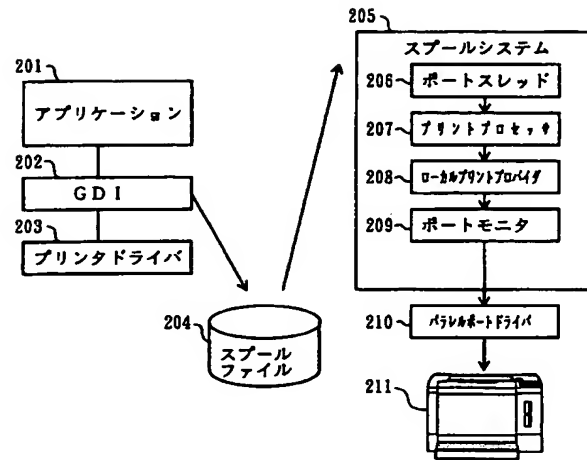 201
アプリケーション
202
GDI
203
プリンタドライバ
204
スプール
ファイル
205
スプールシステム
206
ポートスレッド
207
プリントプロセッサ
208
ローカルプリントプロバイダ
209
ポートモニタ
210
パラレルポートドライバ
211